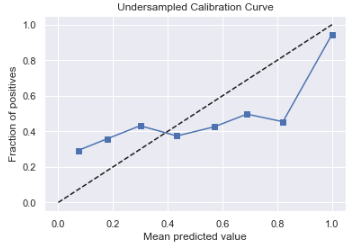 Undersampled Calibration Curve
Fraction of positives
1.0
0.8
0.6
0.4
0.2
0.0
0.0 0.2 0.4 0.6 0.8 1.0
Mean predicted value